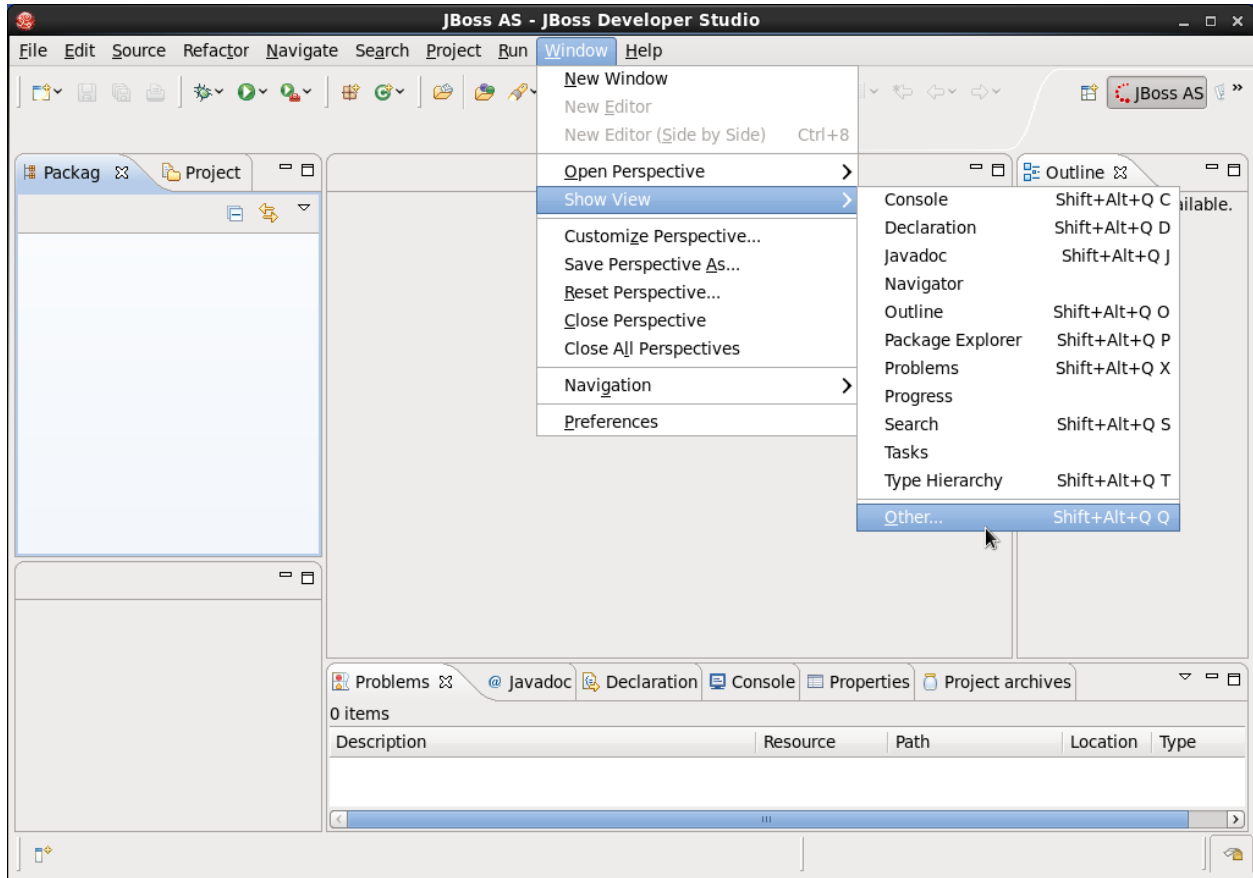 JBoss AS - JBoss Developer Studio
File Edit Source Refactor Navigate Search Project Run Window Help
JBoss AS
New Window
New Editor
New Editor (Side by Side) Ctrl+8
Open Perspective
Show View
Customize Perspective...
Save Perspective As...
Reset Perspective...
Close Perspective
Close All Perspectives
Navigation
Preferences
Packag Project
Outline
ailable.
Console Shift+Alt+Q C
Declaration Shift+Alt+Q D
Javadoc Shift+Alt+Q J
Navigator
Outline Shift+Alt+Q O
Package Explorer Shift+Alt+Q P
Problems Shift+Alt+Q X
Progress
Search Shift+Alt+Q S
Tasks
Type Hierarchy Shift+Alt+Q T
Other... Shift+Alt+Q Q
Problems @ Javadoc Declaration Console Properties Project archives
0 items
Description Resource Path Location Type